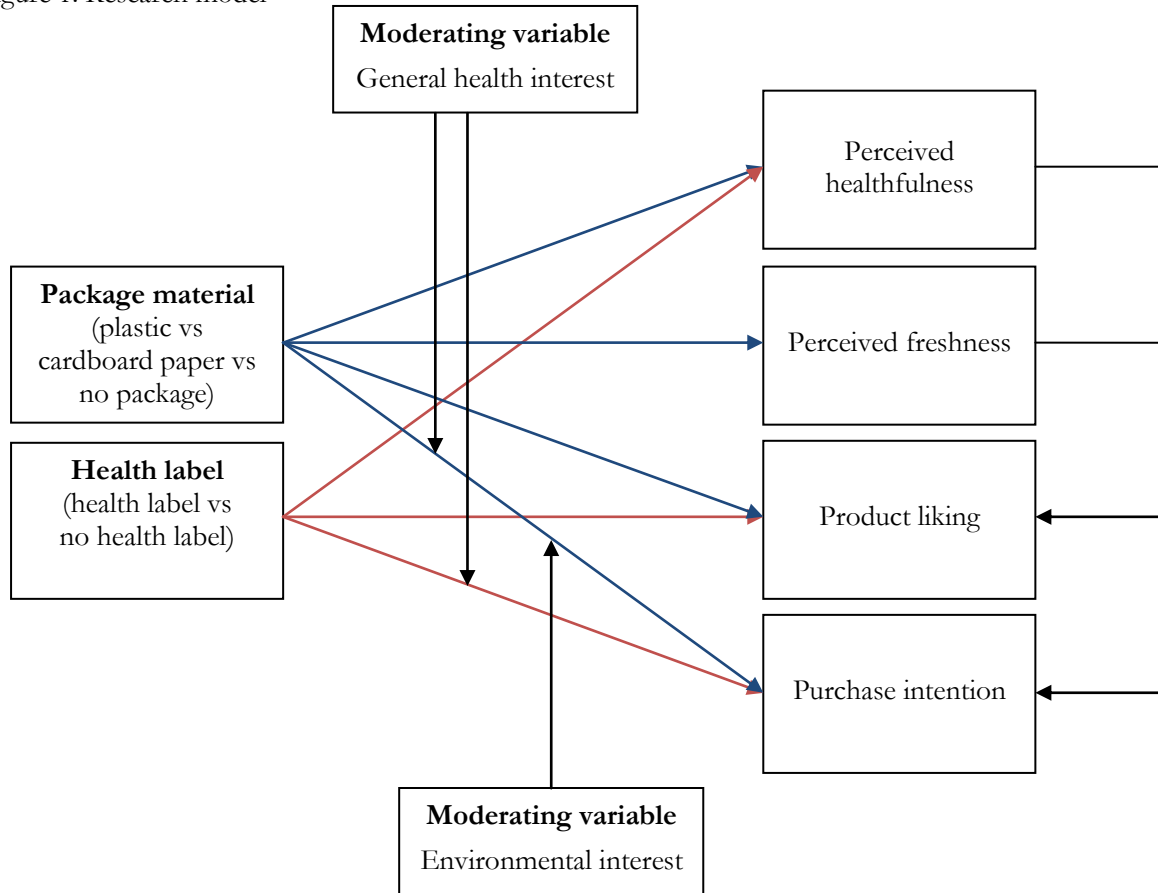 Moderating variable
General health interest
Perceived
healthfulness
Package material
(plastic vs
cardboard paper vs
no package)
Perceived freshness
Health label
(health label vs
no health label)
Product liking
Purchase intention
Moderating variable
Environmental interest